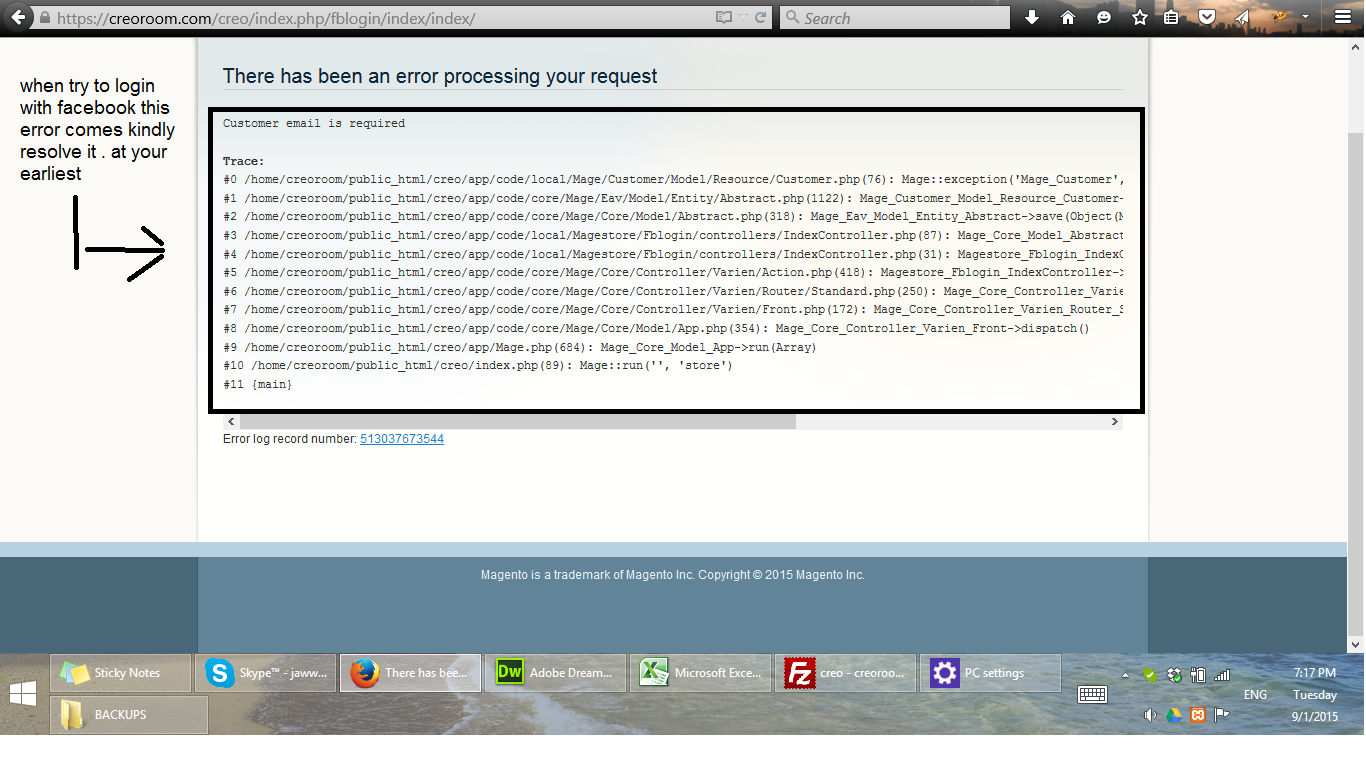 https://creoroom.com/creo/index.php/fblogin/index/index/
Search
There has been an error processing your request
when try to login
with facebook this
error comes kindly
resolve it . at your
earliest
Customer email is required
Trace:
#0 /home/creoroom/public_html/creo/app/code/local/Mage/Customer/Model/Resource/Customer.php(76): Mage::exception('Mage_Customer',
#1 /home/creoroom/public_html/creo/app/code/core/Mage/Eav/Model/Entity/Abstract.php(1122): Mage_Customer_Model_Resource_Customer-
#2 /home/creoroom/public_html/creo/app/code/core/Mage/Core/Model/Abstract.php(318): Mage_Eav_Model_Entity_Abstract->save(Object(M
#3 /home/creoroom/public_html/creo/app/code/local/Magestore/Fblogin/controllers/IndexController.php(87): Mage_Core_Model_Abstract
#4 /home/creoroom/public_html/creo/app/code/local/Magestore/Fblogin/controllers/IndexController.php(31): Magestore_Fblogin_IndexC
#5 /home/creoroom/public_html/creo/app/code/core/Mage/Core/Controller/Varien/Action.php(418): Magestore_Fblogin_IndexController->
#6 /home/creoroom/public_html/creo/app/code/core/Mage/Core/Controller/Varien/Router/Standard.php(250): Mage_Core_Controller_Varie
#7 /home/creoroom/public_html/creo/app/code/core/Mage/Core/Controller/Varien/Front.php(172): Mage_Core_Controller_Varien_Router_S
#8 /home/creoroom/public_html/creo/app/code/core/Mage/Core/Model/App.php(354): Mage_Core_Controller_Varien_Front->dispatch()
#9 /home/creoroom/public_html/creo/app/Mage.php(684): Mage_Core_Model_App->run(Array)
#10 /home/creoroom/public_html/creo/index.php(89): Mage::run('', 'store')
#11 {main}
Error log record number: 513037673544
Magento is a trademark of Magento Inc. Copyright © 2015 Magento Inc.
Sticky Notes
Skype™ - jaww...
There has bee...
Dw
Adobe Dream...
Microsoft Exce...
Fz
creo - creoroo...
PC settings
BACKUPS
ENG
7:17 PM
Tuesday
9/1/2015